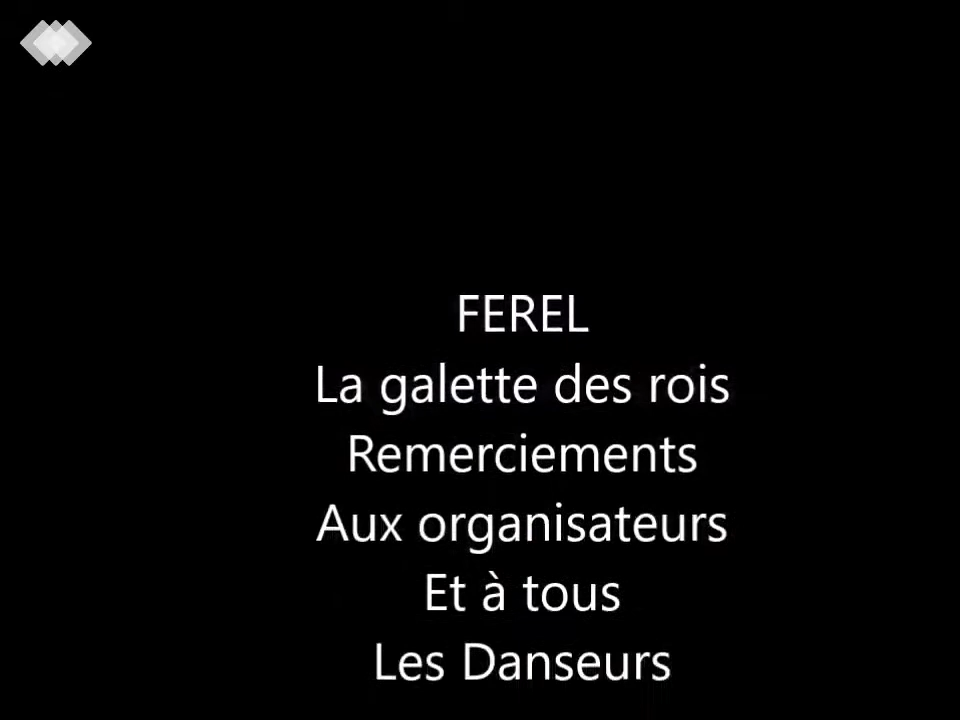 FEREL
La galette des rois
Remerciements
Aux organisateurs
Et à tous
Les Danseurs